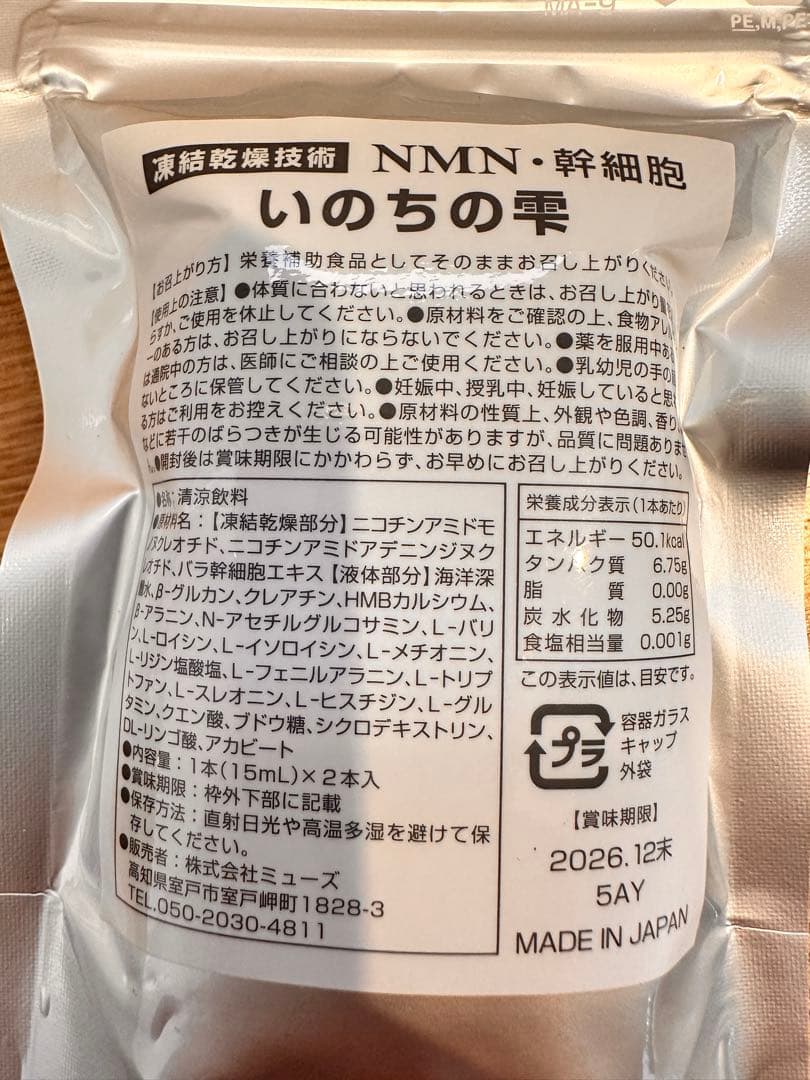 MA-9
PE,M,PE
凍結乾燥技術 NMN・幹細胞
いのちの雫
【お召上がり方】栄養補助食品としてそのままお召し上がりください。
【使用上の注意】●体質に合わないと思われるときは、お召し上がり量
らすか、ご使用を休止してください。●原材料をご確認の上、食物アレ
ーのある方は、お召し上がりにならないでください。●薬を服用中あ
は通院中の方は、医師にご相談の上ご使用ください。●乳幼児の手の
ないところに保管してください。●妊娠中、授乳中、妊娠していると思
る方はご利用をお控えください。●原材料の性質上、外観や色調、香り
などに若干のばらつきが生じる可能性がありますが、品質に問題ありませ
ん。●開封後は賞味期限にかかわらず、お早めにお召し上がりください。
●名称：清涼飲料
●原材料名：【凍結乾燥部分】ニコチンアミドモ
ノヌクレオチド、ニコチンアミドアデニンジヌク
レオチド、バラ幹細胞エキス【液体部分】海洋深
層水、β-グルカン、クレアチン、HMBカルシウム、
β-アラニン、N-アセチルグルコサミン、L-バリ
ン、L-ロイシン、L-イソロイシン、L-メチオニン、
L-リジン塩酸塩、L-フェニルアラニン、L-トリプ
トファン、L-スレオニン、L-ヒスチジン、L-グル
タミン、クエン酸、ブドウ糖、シクロデキストリン、
DL-リンゴ酸、アカビート
●内容量：1本(15mL)×2本入
●賞味期限：枠外下部に記載
●保存方法：直射日光や高温多湿を避けて保
存してください。
●販売者：株式会社ミューズ
高知県室戸市室戸岬町1828-3
TEL.050-2030-4811
栄養成分表示(1本あたり)
エネルギー 50.1kcal
タンパク質 6.75g
脂質 0.00g
炭水化物 5.25g
食塩相当量 0.001g
この表示値は、目安です。
プラ
容器ガラス
キャップ
外袋
【賞味期限】
2026.12末
5AY
MADE IN JAPAN